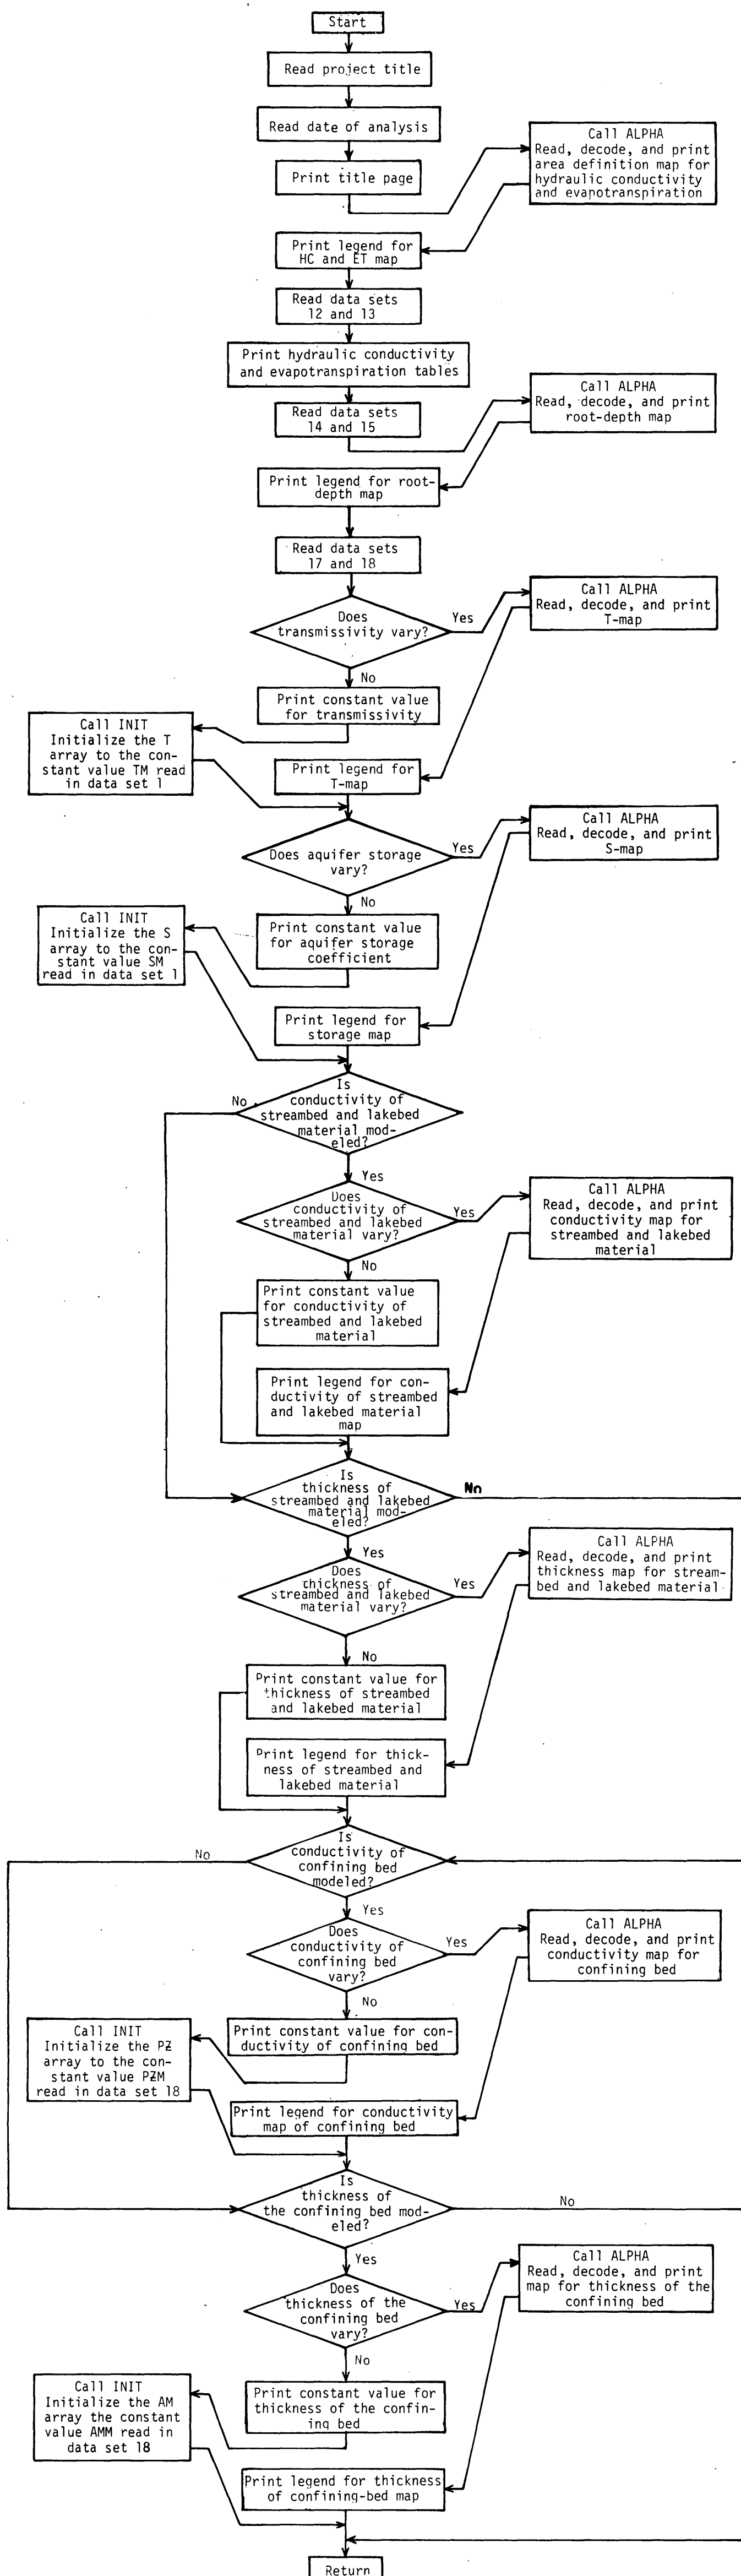 Start
Read project title
Read date of analysis
Print title page
Call ALPHA
Read, decode, and print
area definition map for
hydraulic conductivity
and evapotranspiration
Print legend for
HC and ET map
Read data sets
12 and 13
Print hydraulic conductivity
and evapotranspiration tables
Read data sets
14 and 15
Call ALPHA
Read, decode, and print
root-depth map
Print legend for root-
depth map
Read data sets
17 and 18
Does
transmissivity vary?
Yes
Call ALPHA
Read, decode, and print
T-map
No
Print constant value
for transmissivity
Call INIT
Initialize the T
array to the con-
stant value TM read
in data set 1
Print legend for
T-map
Does aquifer storage
vary?
Yes
Call ALPHA
Read, decode, and print
S-map
No
Print constant value
for aquifer storage
coefficient
Call INIT
Initialize the S
array to the con-
stant value SM
read in data set 1
Print legend for
storage map
Is
conductivity of
streambed and lakebed
material mod-
eled?
No
Yes
Does
conductivity of
streambed and lakebed
material vary?
Yes
Call ALPHA
Read, decode, and print
conductivity map for
streambed and lakebed
material
No
Print constant value
for conductivity of
streambed and lakebed
material
Print legend for con-
ductivity of streambed
and lakebed material
map
Is
thickness of
streambed and lakebed
material mod-
eled?
No
Yes
Does
thickness of
streambed and lakebed
material vary?
Yes
Call ALPHA
Read, decode, and print
thickness map for stream-
bed and lakebed material
No
Print constant value for
thickness of streambed
and lakebed material
Print legend for thick-
ness of streambed and
lakebed material
Is
conductivity of
confining bed
modeled?
No
Yes
Does
conductivity of
confining bed
vary?
Yes
Call ALPHA
Read, decode, and print
conductivity map for
confining bed
No
Print constant value for con-
ductivity of confining bed
Call INIT
Initialize the PZ
array to the con-
stant value PZM
read in data set 18
Print legend for conductivity
map of confining bed
Is
thickness of
the confining bed mod-
eled?
No
Yes
Does
thickness of the
confining bed
vary?
Yes
Call ALPHA
Read, decode, and print
map for thickness of the
confining bed
No
Print constant value for
thickness of the confin-
ing bed
Call INIT
Initialize the AM
array the constant
value AMM read in
data set 18
Print legend for thickness
of confining-bed map
Return